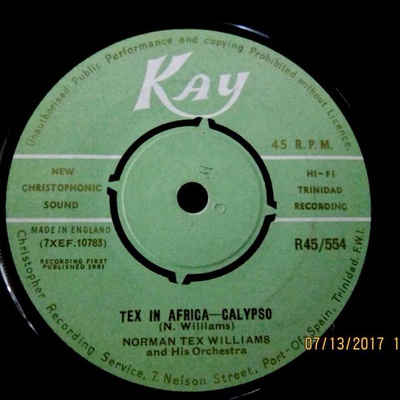 Unauthorised Public Performance and copying Prohibited without Licence.
Kay
45 R.P.M.
NEW
CHRISTOPHONIC
SOUND
HI-FI
TRINIDAD
RECORDING
MADE IN ENGLAND
(7XEF.10783)
R45/554
RECORDING FIRST
PUBLISHED 1961
TEX IN AFRICA—CALYPSO
(N. Williams)
NORMAN TEX WILLIAMS
and His Orchestra
Christopher Recording Service, 7, Nelson Street, Port-Of-Spain, Trinidad, F.W.I.
07/13/2017 1